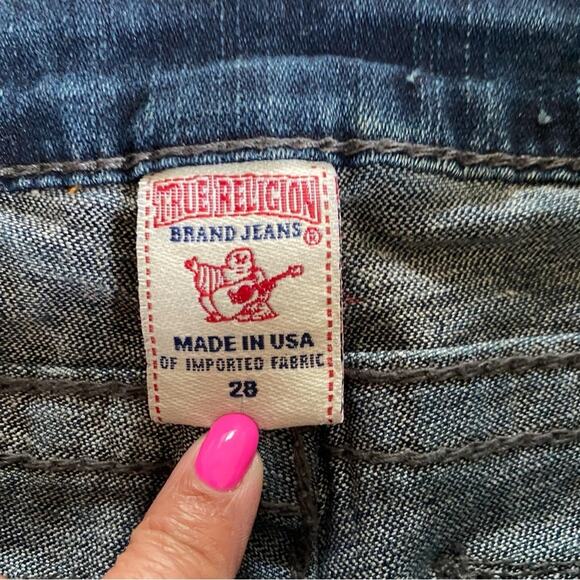 TRUE RELIGION
BRAND JEANS ®
MADE IN USA
OF IMPORTED FABRIC
28